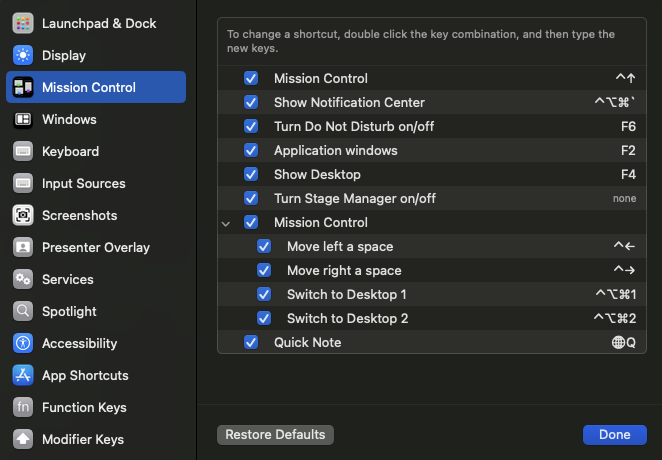 Launchpad & Dock
Display
Mission Control
Windows
Keyboard
Input Sources
Screenshots
Presenter Overlay
Services
Spotlight
Accessibility
App Shortcuts
fn Function Keys
Modifier Keys
To change a shortcut, double click the key combination, and then type the
new keys.
Mission Control ^↑
Show Notification Center ^⌥⌘`
Turn Do Not Disturb on/off F6
Application windows F2
Show Desktop F4
Turn Stage Manager on/off none
Mission Control
Move left a space ^←
Move right a space ^→
Switch to Desktop 1 ^⌥⌘1
Switch to Desktop 2 ^⌥⌘2
Quick Note 🌐Q
Restore Defaults
Done